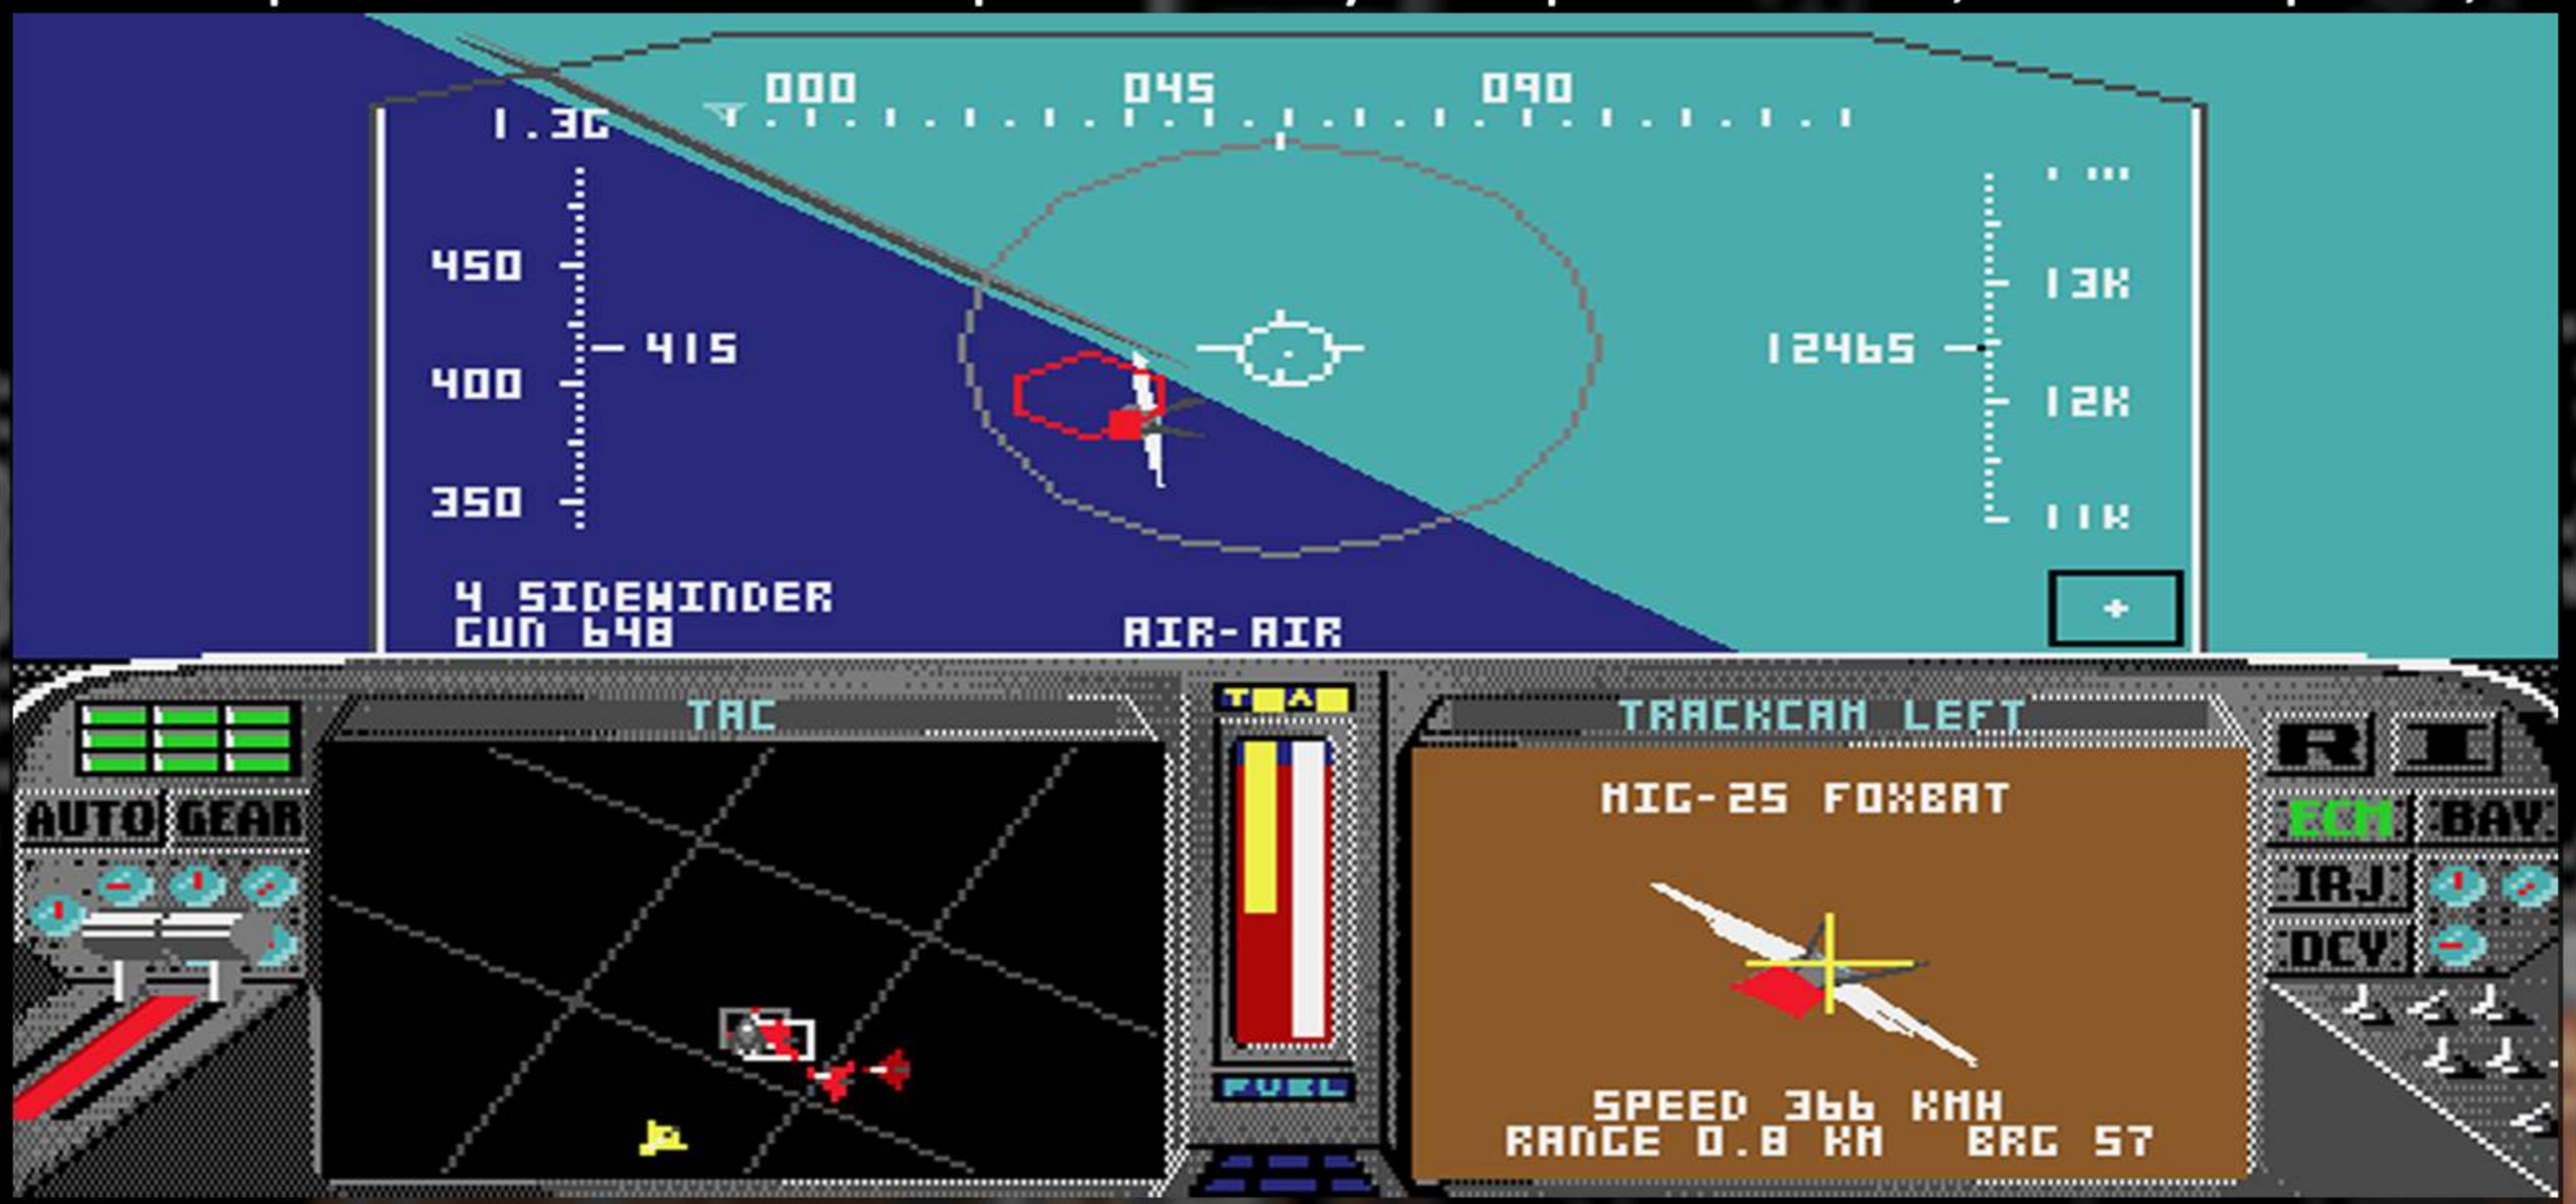 000 045 090
1.3G
450
13K
415
12465
400
12K
350
11K
4 SIDEWINDER
GUN 648
AIR-AIR
TAC
T A
TRACKCAM LEFT
R I
MIG-25 FOXBAT
AUTO GEAR
ECM BAY
IRJ
DCY
FUEL
SPEED 366 KMH
RANGE 0.8 KM BRG 57